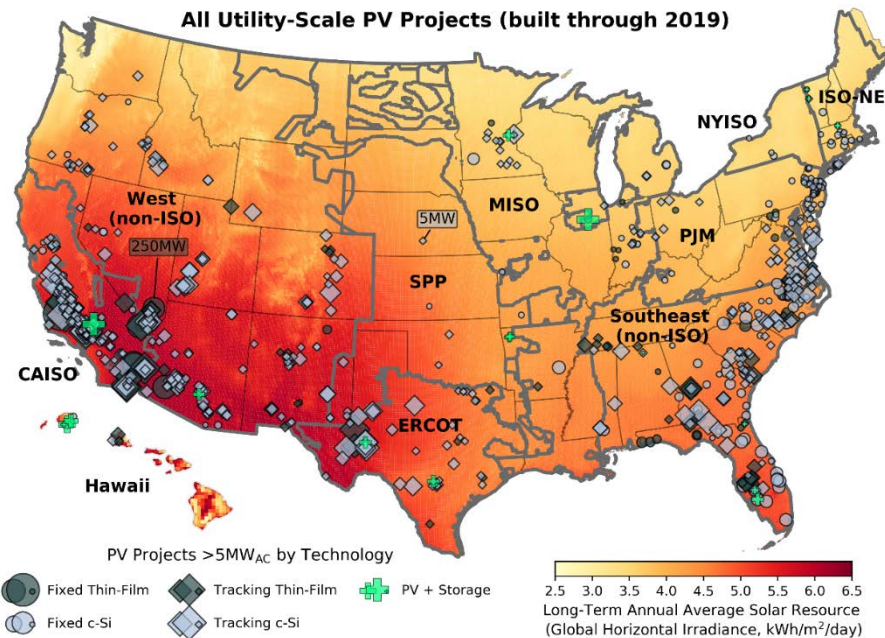 All Utility-Scale PV Projects (built through 2019)
ISO-NE
NYISO
West
(non-ISO)
MISO
5MW
PJM
250MW
SPP
Southeast
(non-ISO)
CAISO
ERCOT
Hawaii
PV Projects >5MWAC by Technology
Fixed Thin-Film
Tracking Thin-Film
PV + Storage
Fixed c-Si
Tracking c-Si
2.5 3.0 3.5 4.0 4.5 5.0 5.5 6.0 6.5
Long-Term Annual Average Solar Resource
(Global Horizontal Irradiance, kWh/m²/day)